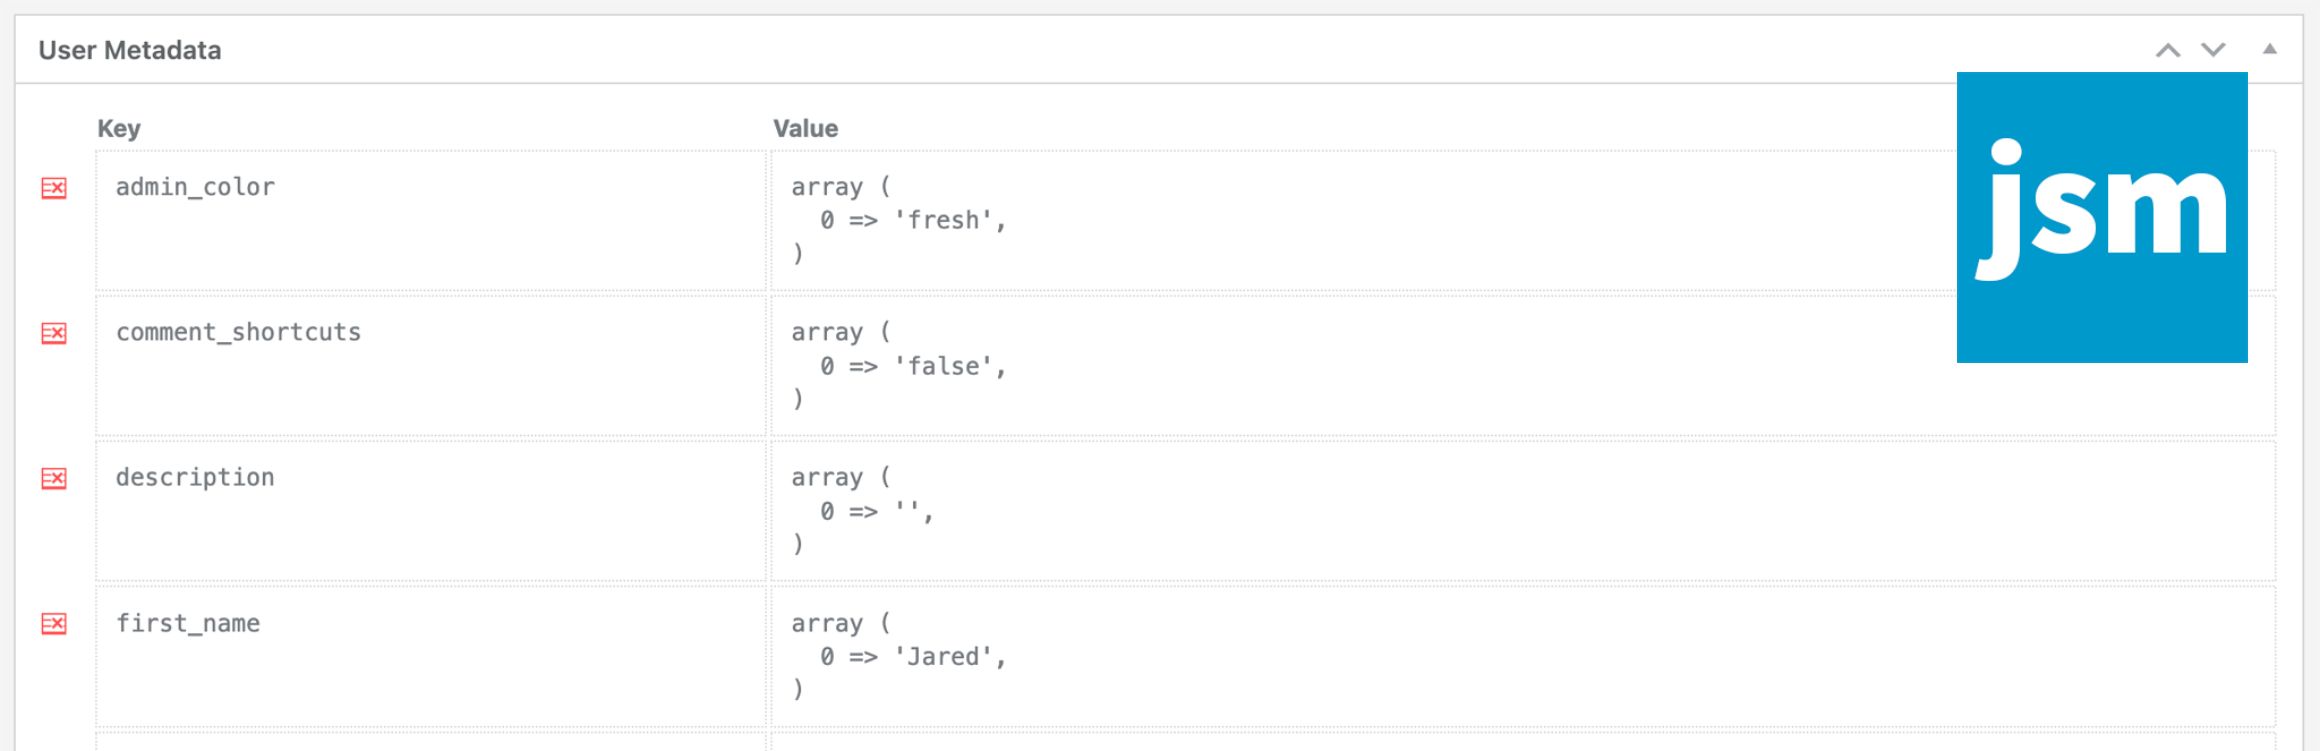 User Metadata
Key Value
admin_color array (
0 => 'fresh',
)
jsm
comment_shortcuts array (
0 => 'false',
)
description array (
0 => '',
)
first_name array (
0 => 'Jared',
)